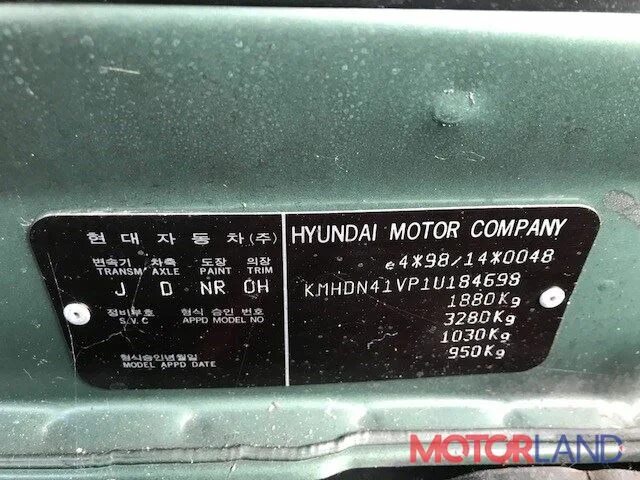 현대자동차(주)
변속기 차축 도장 의장
TRANSM AXLE PAINT TRIM
J D NR OH
정비부호 형식 승인 번호
S.V.C APPD MODEL NO
형식승인년월일
MODEL APPD DATE
HYUNDAI MOTOR COMPANY
e4*98/14*0048
KMHDN41VP1U184698
1880Kg
3280Kg
1030Kg
950Kg
MOTORLAND